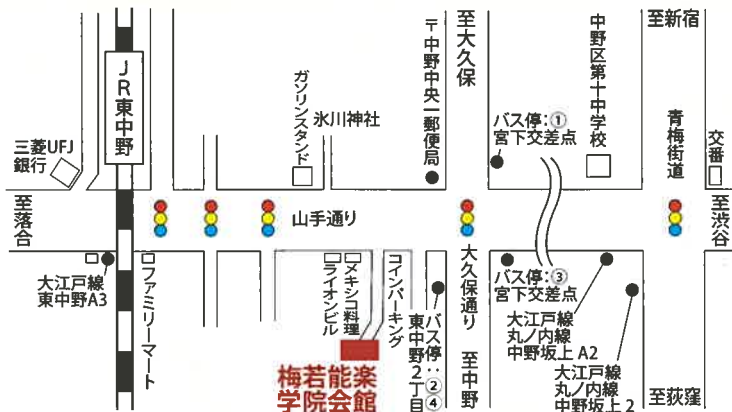 至大久保
至新宿
JR東中野
ガソリンスタンド
氷川神社
〒中野中央一郵便局
バス停:①
宮下交差点
中野区第十中学校
青梅街道
交番
三菱UFJ
銀行
至落合
山手通り
至渋谷
大江戸線
東中野A3
ファミリーマート
ライオンビル
メキシコ料理
コインパーキング
バス停:②④
東中野2丁目
大久保通り
至中野
バス停:③
宮下交差点
大江戸線
丸ノ内線
中野坂上 A2
大江戸線
丸ノ内線
中野坂上 2
至荻窪
梅若能楽
学院会館